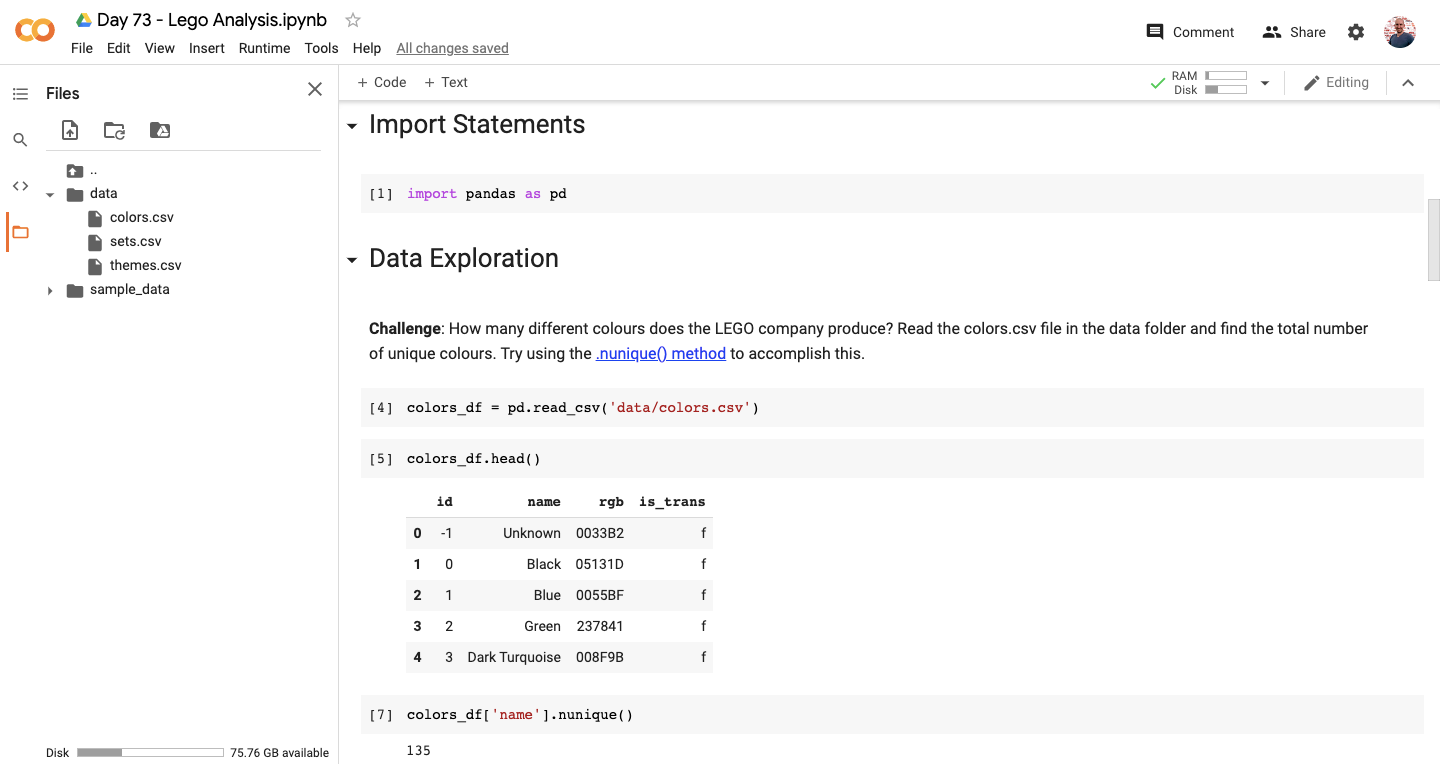 Day 73 - Lego Analysis.ipynb
File Edit View Insert Runtime Tools Help All changes saved
Comment Share
Files
+ Code + Text
RAM
Disk
Editing
..
data
colors.csv
sets.csv
themes.csv
sample_data
Disk 75.76 GB available
Import Statements
[1] import pandas as pd
Data Exploration
Challenge: How many different colours does the LEGO company produce? Read the colors.csv file in the data folder and find the total number
of unique colours. Try using the .nunique() method to accomplish this.
[4] colors_df = pd.read_csv('data/colors.csv')
[5] colors_df.head()
id name rgb is_trans
0 -1 Unknown 0033B2 f
1 0 Black 05131D f
2 1 Blue 0055BF f
3 2 Green 237841 f
4 3 Dark Turquoise 008F9B f
[7] colors_df['name'].nunique()
135